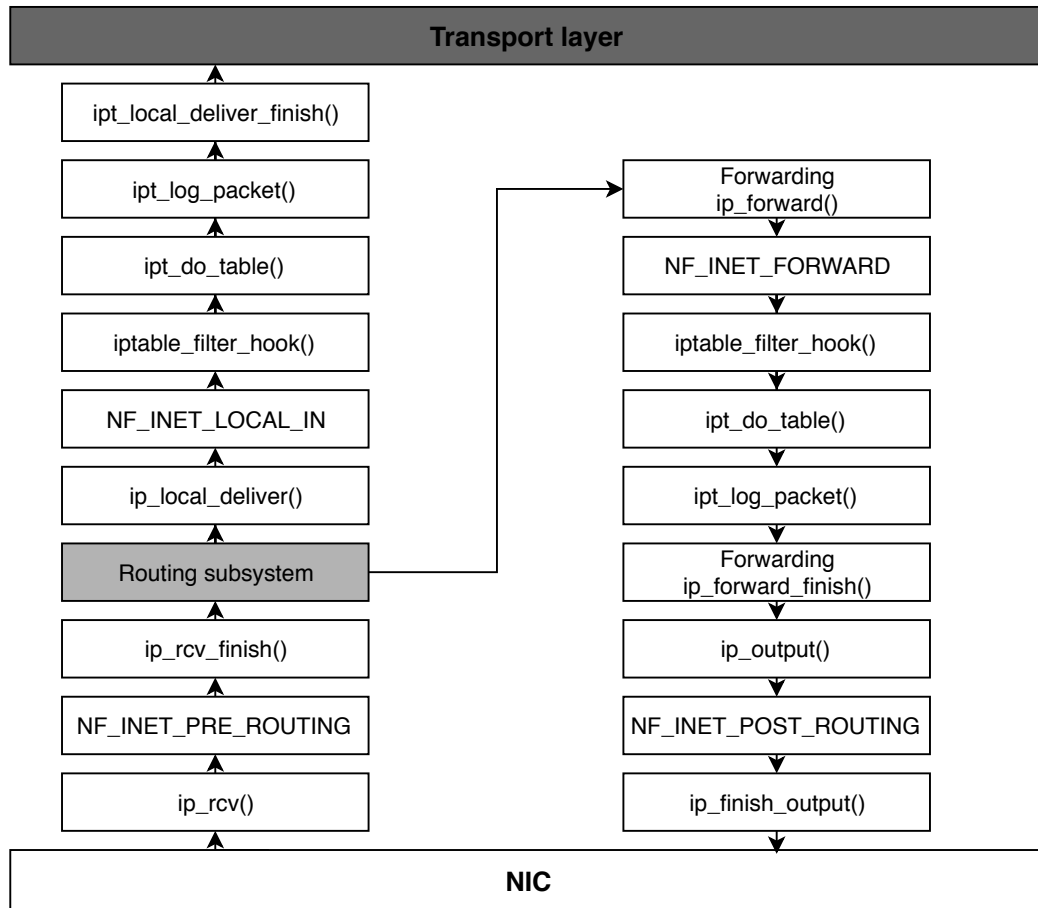 Transport layer
ipt_local_deliver_finish()
ipt_log_packet()
ipt_do_table()
iptable_filter_hook()
NF_INET_LOCAL_IN
ip_local_deliver()
Routing subsystem
ip_rcv_finish()
NF_INET_PRE_ROUTING
ip_rcv()
Forwarding
ip_forward()
NF_INET_FORWARD
iptable_filter_hook()
ipt_do_table()
ipt_log_packet()
Forwarding
ip_forward_finish()
ip_output()
NF_INET_POST_ROUTING
ip_finish_output()
NIC